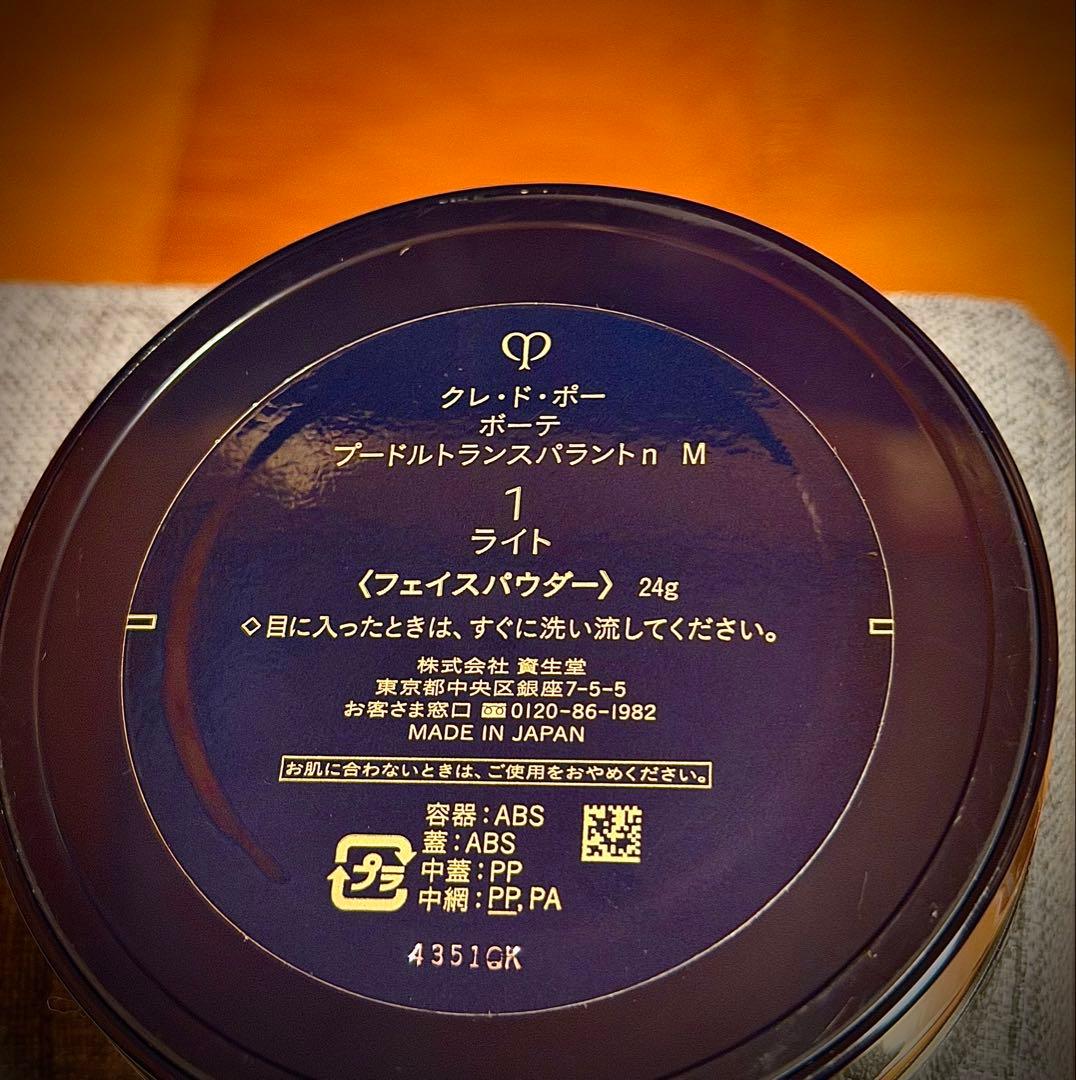 クレ・ド・ポー
ボーテ
プードルトランスパラントn M
1
ライト
〈フェイスパウダー〉 24g
◇目に入ったときは、すぐに洗い流してください。
株式会社 資生堂
東京都中央区銀座7-5-5
お客さま窓口 0120-86-1982
MADE IN JAPAN
お肌に合わないときは、ご使用をおやめください。
容器:ABS
蓋:ABS
中蓋:PP
中網:PP,PA
プラ
4351QK